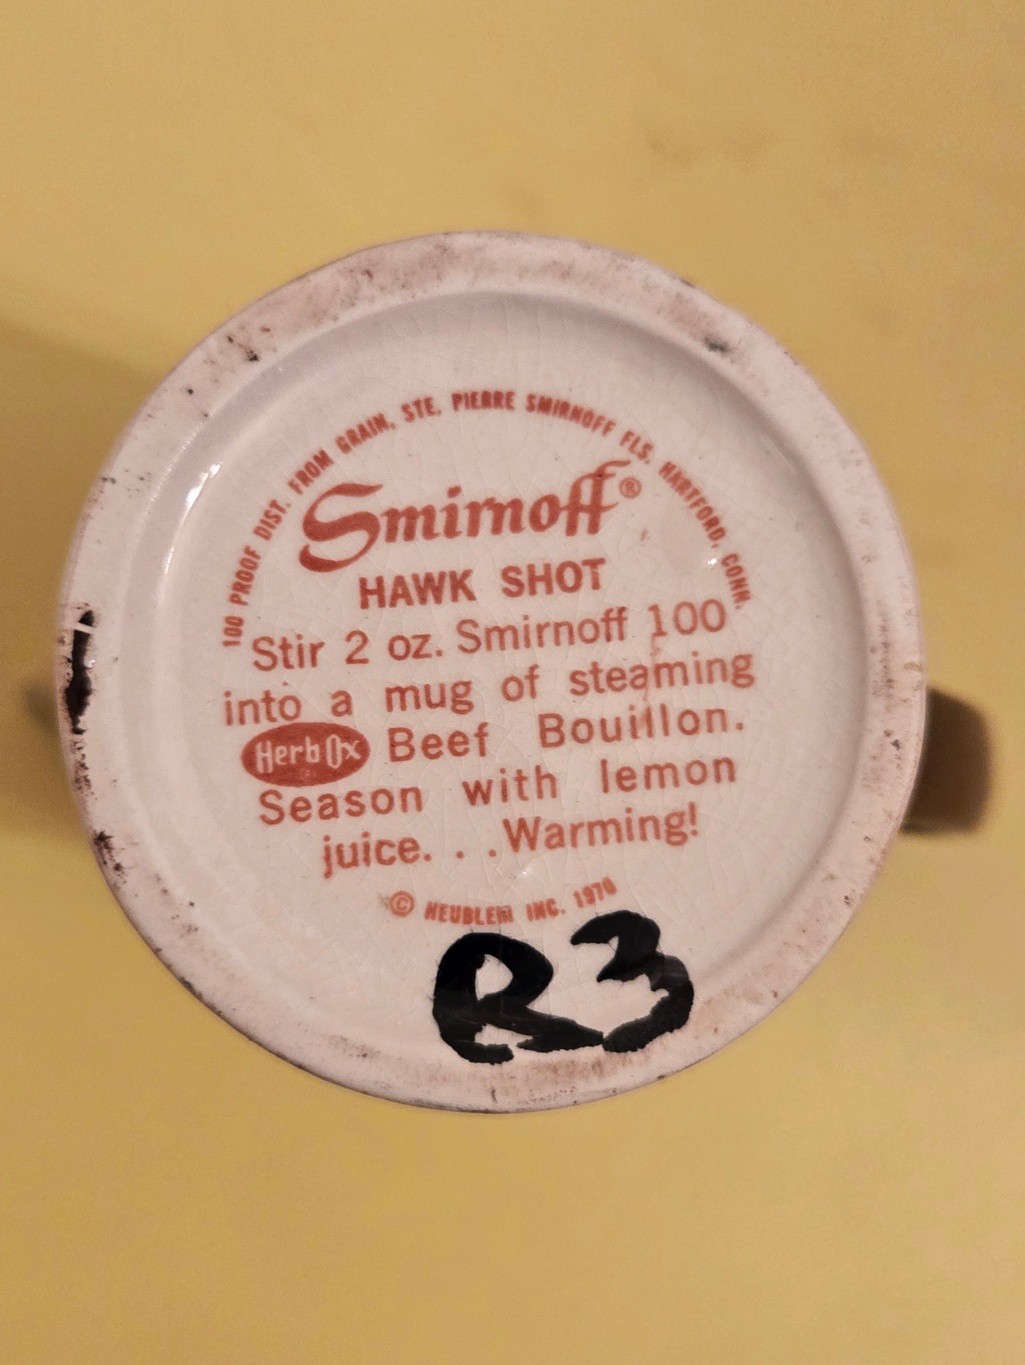 100 PROOF DIST. FROM GRAIN, STE. PIERRE SMIRNOFF FLS. HARTFORD, CONN.
Smirnoff®
HAWK SHOT
Stir 2 oz. Smirnoff 100
into a mug of steaming
Herb Ox Beef Bouillon.
Season with lemon
juice. . .Warming!
© HEUBLEIN INC. 1970
R3